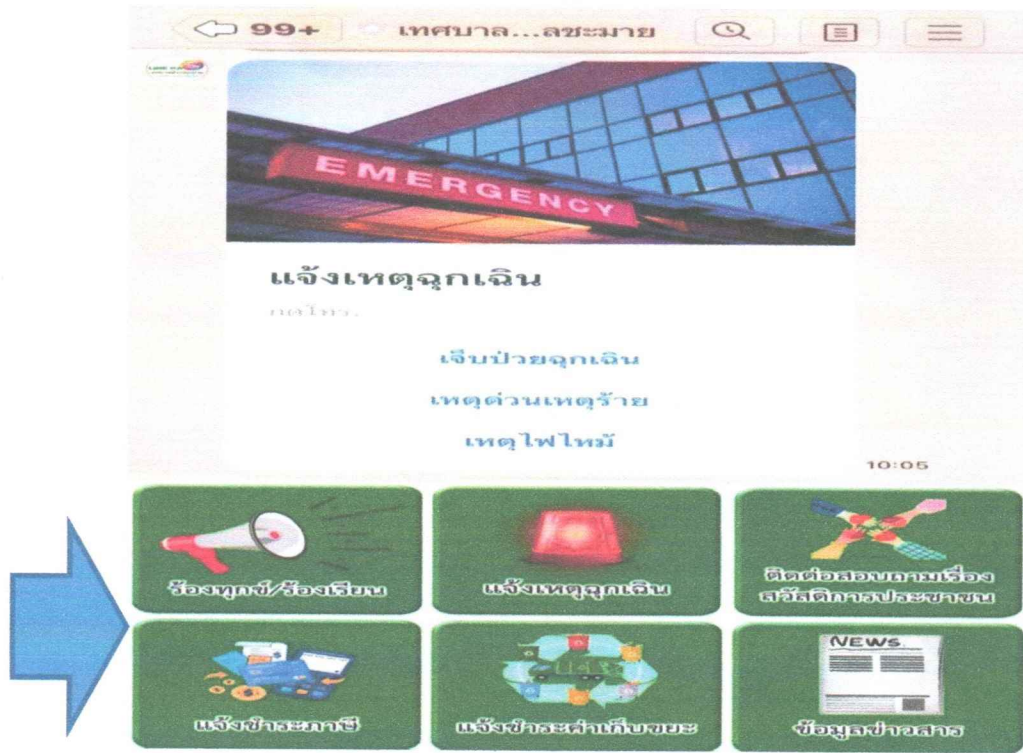 99+ เทศบาล...ลชะมาย
EMERGENCY
แจ้งเหตุฉุกเฉิน
กดโทร.
เจ็บป่วยฉุกเฉิน
เหตุด่วนเหตุร้าย
เหตุไฟไหม้
10:05
ร้องทุกข์/ร้องเรียน
แจ้งเหตุฉุกเฉิน
ติดต่อสอบถามเรื่อง
สวัสดิการประชาชน
แจ้งชำระภาษี
แจ้งชำระค่าเก็บขยะ
NEWS
ข้อมูลข่าวสาร